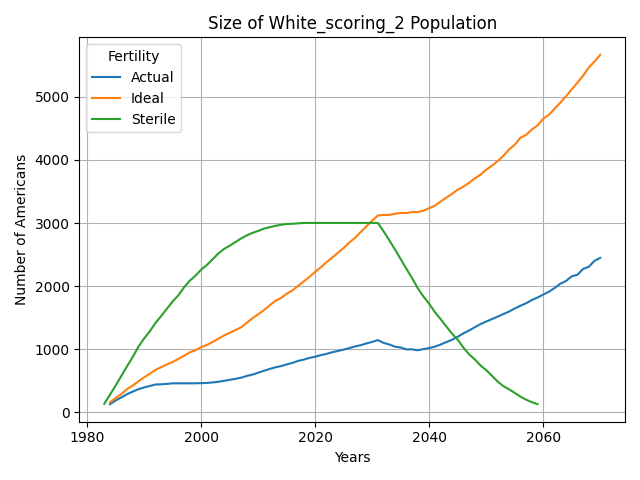 Size of White_scoring_2 Population
Fertility
Actual
Ideal
Sterile
Number of Americans
5000
4000
3000
2000
1000
0
1980
2000
2020
2040
2060
Years